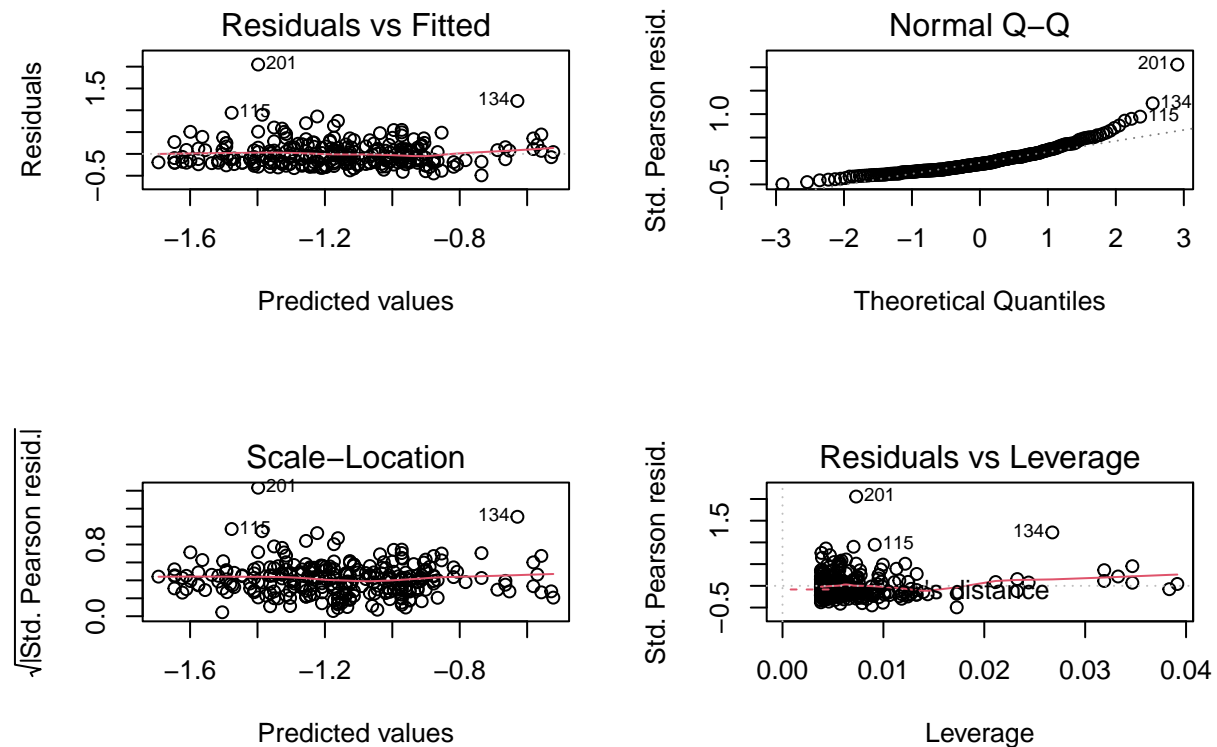 Residuals vs Fitted
Residuals
1.5
−0.5
201
115
134
−1.6 −1.2 −0.8
Predicted values
Normal Q−Q
Std. Pearson resid.
1.0
−0.5
201
134
115
−3 −2 −1 0 1 2 3
Theoretical Quantiles
Scale−Location
√|Std. Pearson resid.|
0.8
0.0
201
115
134
−1.6 −1.2 −0.8
Predicted values
Residuals vs Leverage
Std. Pearson resid.
1.5
−0.5
201
134
115
's distance
0.00 0.01 0.02 0.03 0.04
Leverage